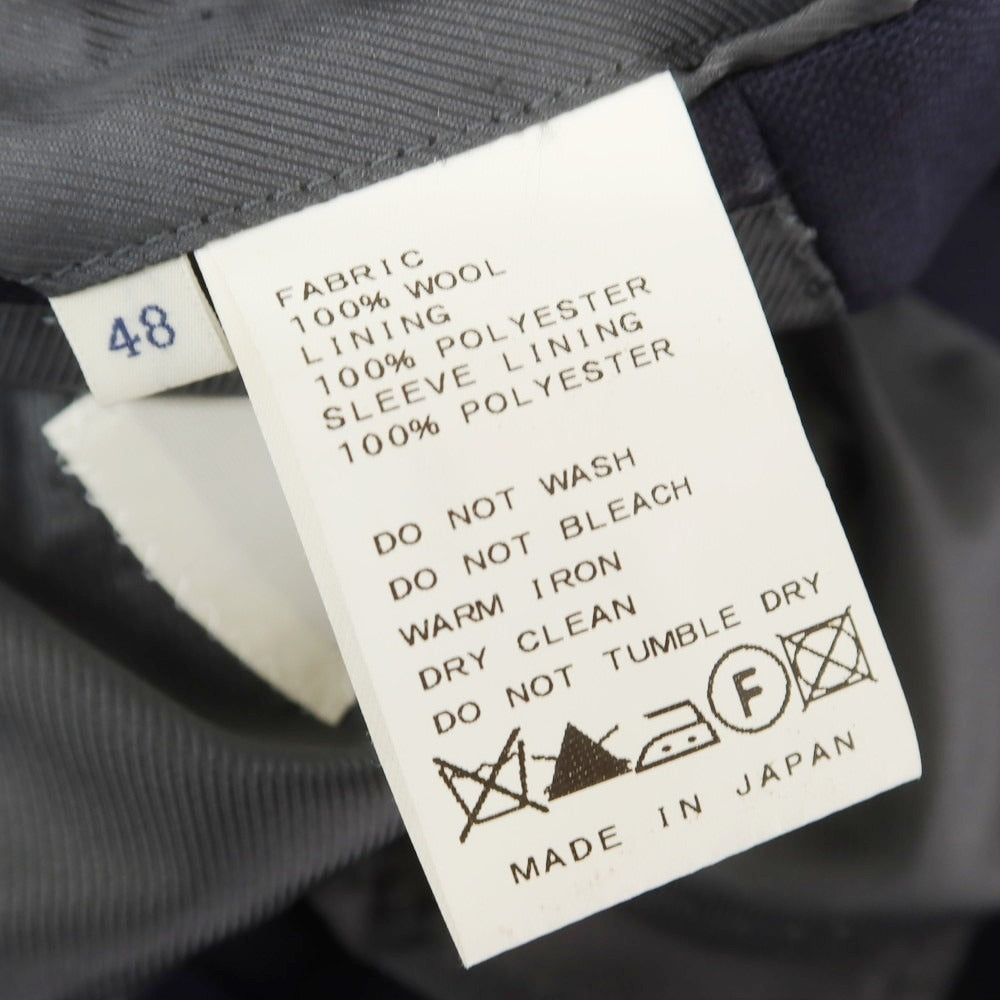 48
FABRIC
100% WOOL
LINING
100% POLYESTER
SLEEVE LINING
100% POLYESTER
DO NOT WASH
DO NOT BLEACH
WARM IRON
DRY CLEAN
DO NOT TUMBLE DRY
F
MADE IN JAPAN